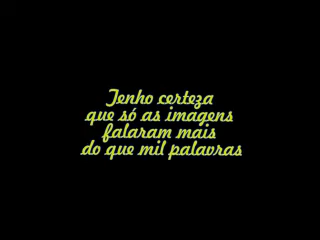 Tenho certeza
que só as imagens
falaram mais
do que mil palavras